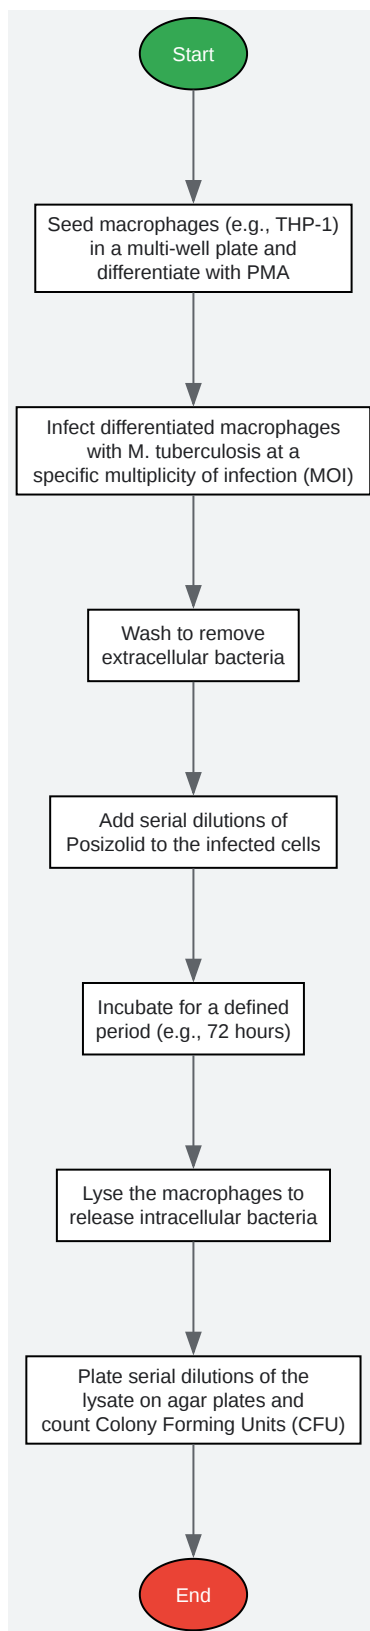 Start
Seed macrophages (e.g., THP-1)
in a multi-well plate and
differentiate with PMA
Infect differentiated macrophages
with M. tuberculosis at a
specific multiplicity of infection (MOI)
Wash to remove
extracellular bacteria
Add serial dilutions of
Posizolid to the infected cells
Incubate for a defined
period (e.g., 72 hours)
Lyse the macrophages to
release intracellular bacteria
Plate serial dilutions of the
lysate on agar plates and
count Colony Forming Units (CFU)
End